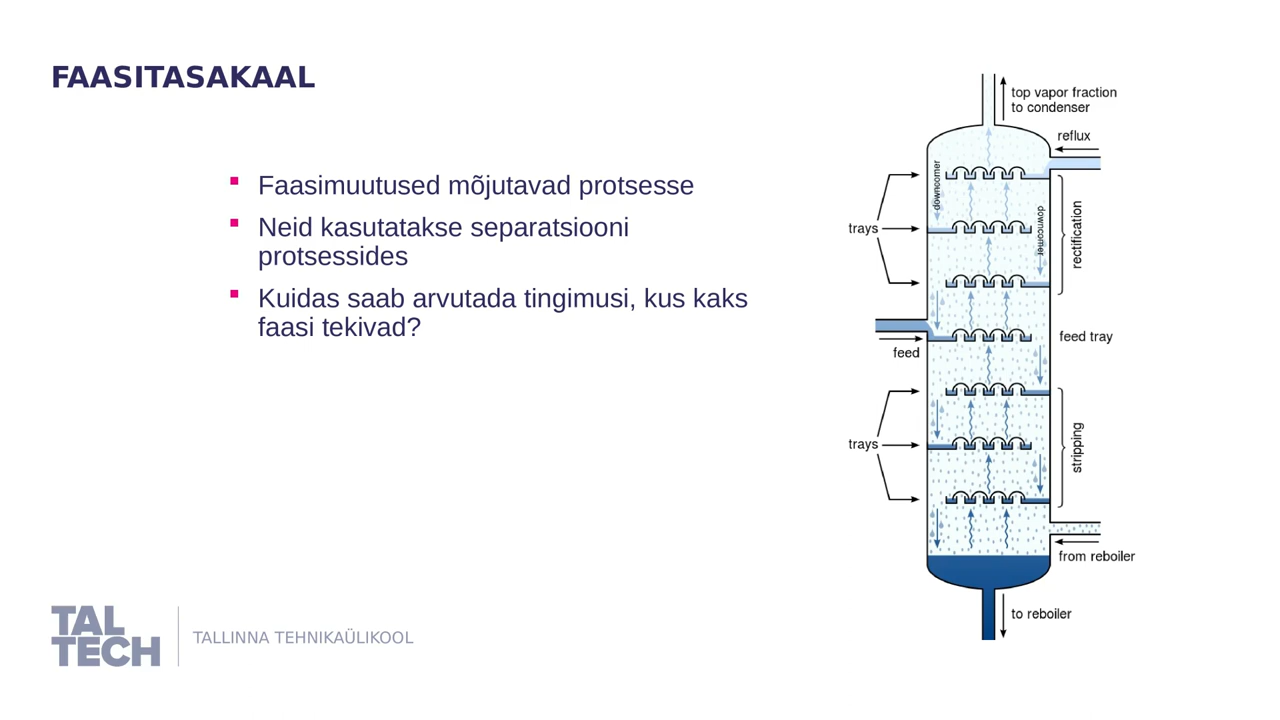 FAASITASAKAAL
Faasimuutused mõjutavad protsesse
Neid kasutatakse separatsiooni
protsessides
Kuidas saab arvutada tingimusi, kus kaks
faasi tekivad?
top vapor fraction
to condenser
reflux
downcomer
trays
downcomer
rectification
feed
feed tray
trays
stripping
from reboiler
to reboiler
TAL
TECH
TALLINNA TEHNIKAÜLIKOOL